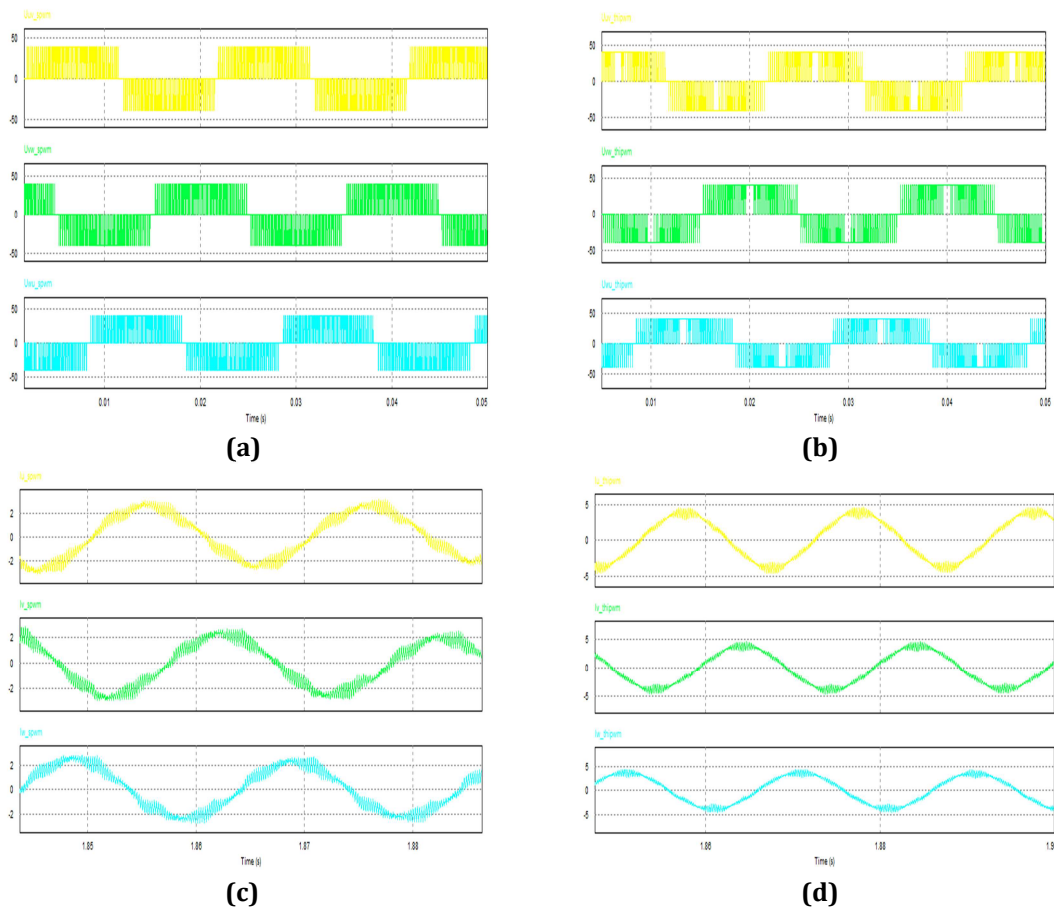 Uuv_spwm
50
0
-50
Uvw_spwm
50
0
-50
Uwu_spwm
50
0
-50
0.01 0.02 0.03 0.04 0.05
Time (s)
(a)
50
0
-50
Uvw_thipwm
50
0
-50
Uwu_thipwm
50
0
-50
0.01 0.02 0.03 0.04 0.05
Time (s)
(b)
Iu_spwm
2
0
-2
Iv_spwm
2
0
-2
Iw_spwm
2
0
-2
1.85 1.86 1.87 1.88
Time (s)
(c)
Iu_thipwm
5
0
-5
Iv_thipwm
5
0
-5
Iw_thipwm
5
0
-5
1.86 1.88 1.9
Time (s)
(d)